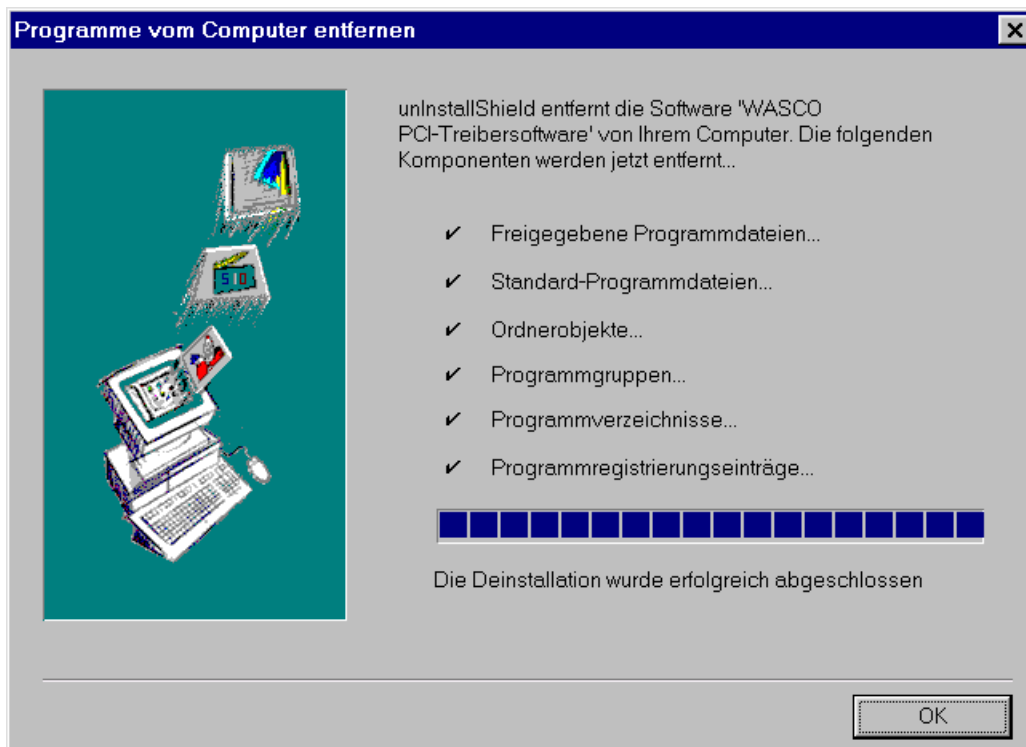 Programme vom Computer entfernen
unInstallShield entfernt die Software 'WASCO
PCI-Treibersoftware' von Ihrem Computer. Die folgenden
Komponenten werden jetzt entfernt...
✔ Freigegebene Programmdateien...
✔ Standard-Programmdateien...
✔ Ordnerobjekte...
✔ Programmgruppen...
✔ Programmverzeichnisse...
✔ Programmregistrierungseinträge...
Die Deinstallation wurde erfolgreich abgeschlossen
OK